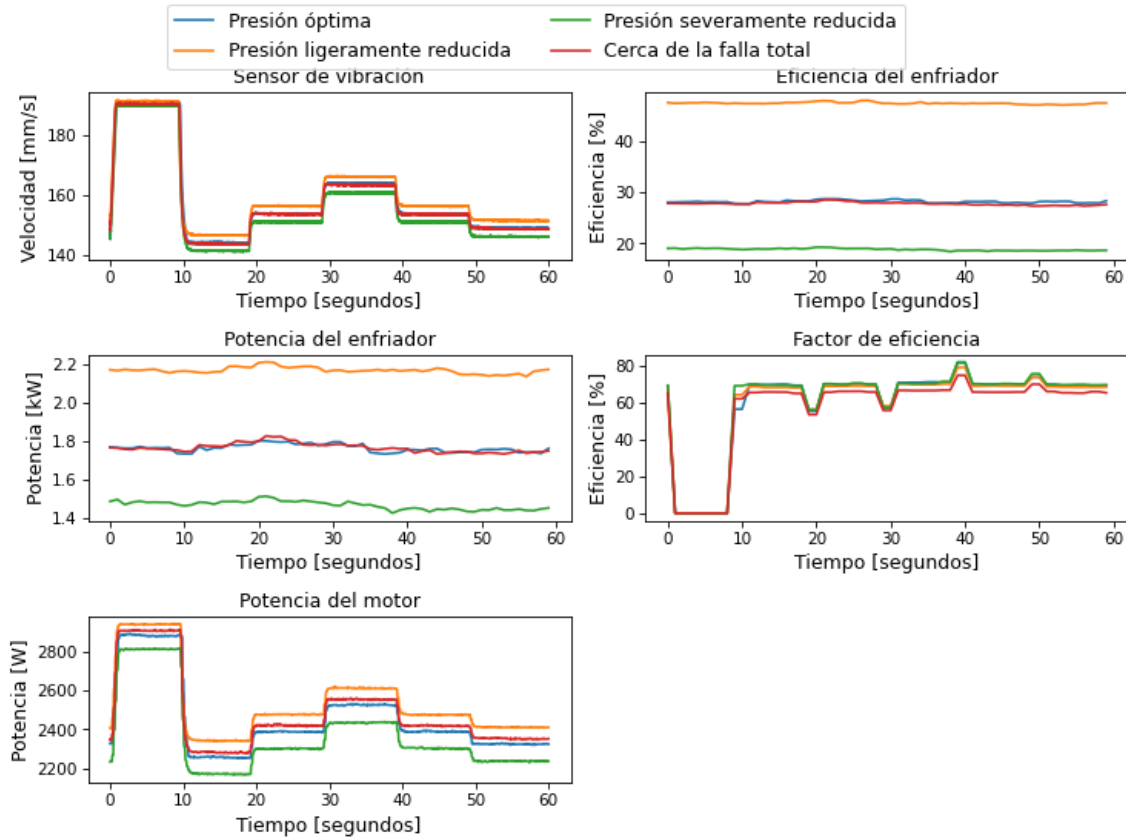 Presión óptima
Presión severamente reducida
Presión ligeramente reducida
Cerca de la falla total
Sensor de vibración
Velocidad [mm/s]
180
160
140
0 10 20 30 40 50 60
Tiempo [segundos]
Eficiencia del enfriador
Eficiencia [%]
40
30
20
0 10 20 30 40 50 60
Tiempo [segundos]
Potencia del enfriador
Potencia [kW]
2.2
2.0
1.8
1.6
1.4
0 10 20 30 40 50 60
Tiempo [segundos]
Factor de eficiencia
Eficiencia [%]
80
60
40
20
0
0 10 20 30 40 50 60
Tiempo [segundos]
Potencia del motor
Potencia [W]
2800
2600
2400
2200
0 10 20 30 40 50 60
Tiempo [segundos]